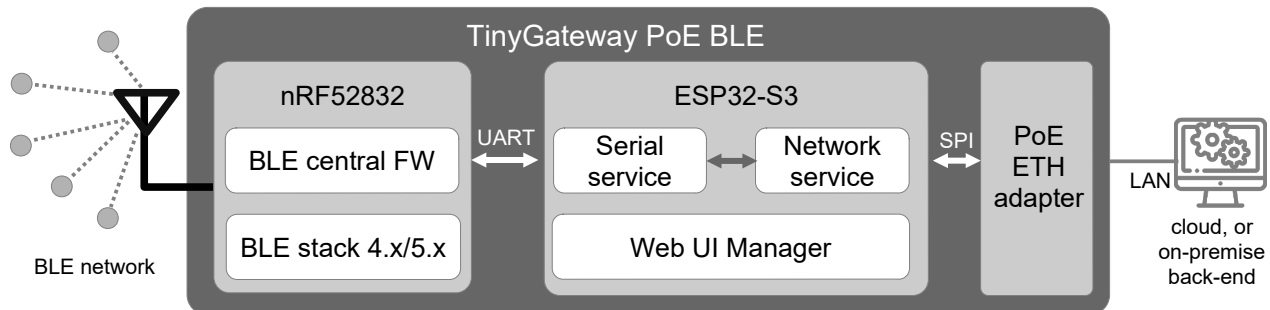 TinyGateway PoE BLE
nRF52832
BLE central FW
BLE stack 4.x/5.x
BLE network
UART
ESP32-S3
Serial
service
Network
service
Web UI Manager
SPI
PoE
ETH
adapter
LAN
cloud, or
on-premise
back-end